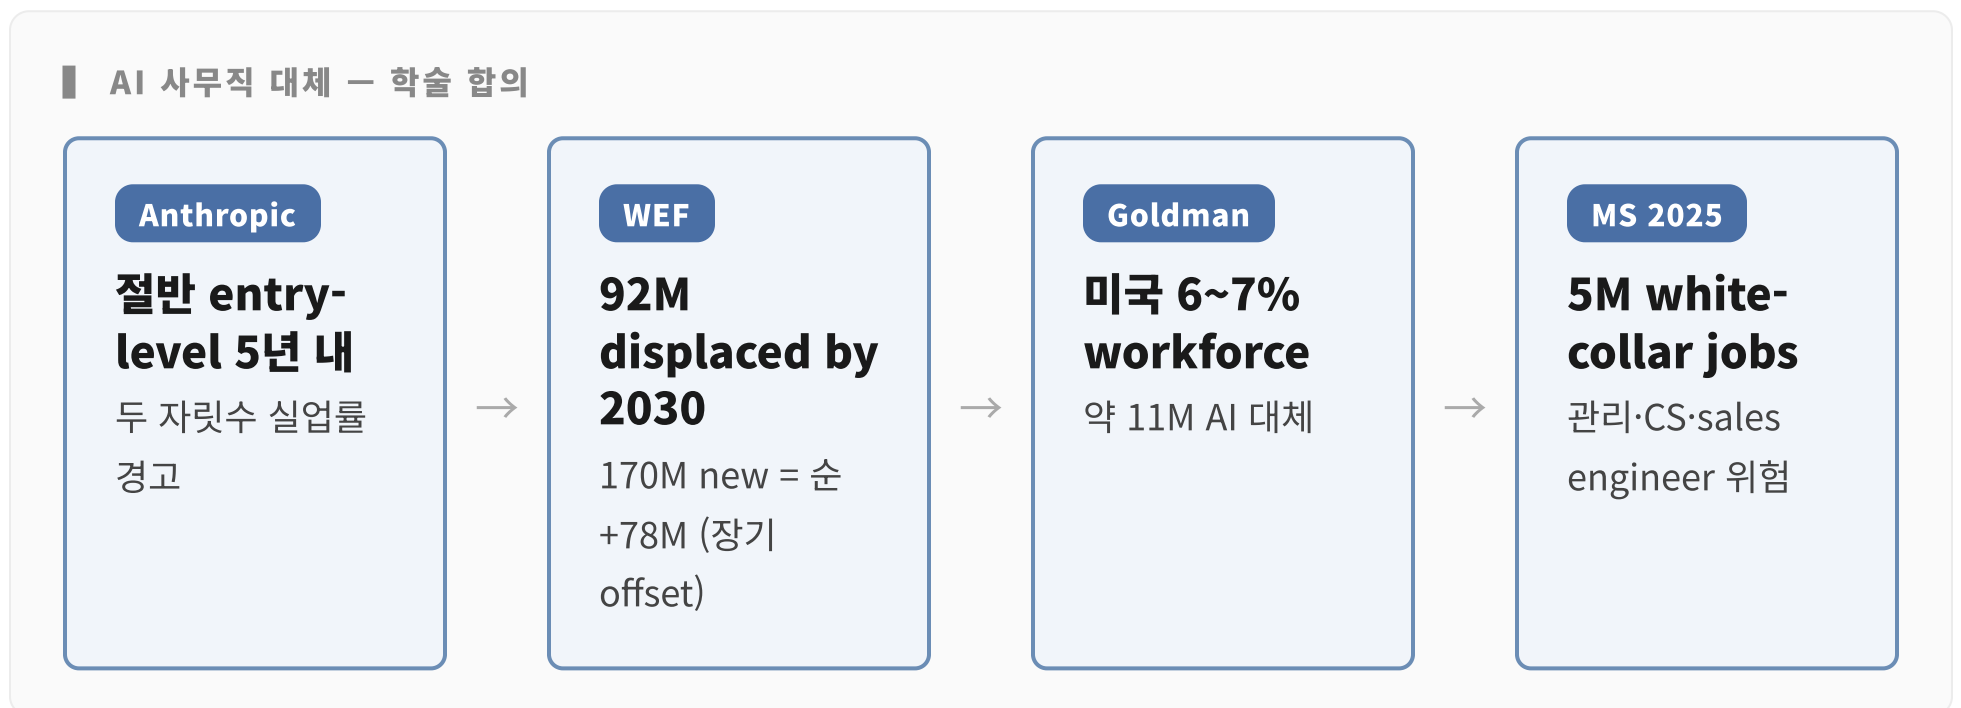 AI 사무직 대체 — 학술 합의
Anthropic
절반 entry-
level 5년 내
두 자릿수 실업률
경고
→
WEF
92M
displaced by
2030
170M new = 순
+78M (장기
offset)
→
Goldman
미국 6~7%
workforce
약 11M AI 대체
→
MS 2025
5M white-
collar jobs
관리·CS·sales
engineer 위험